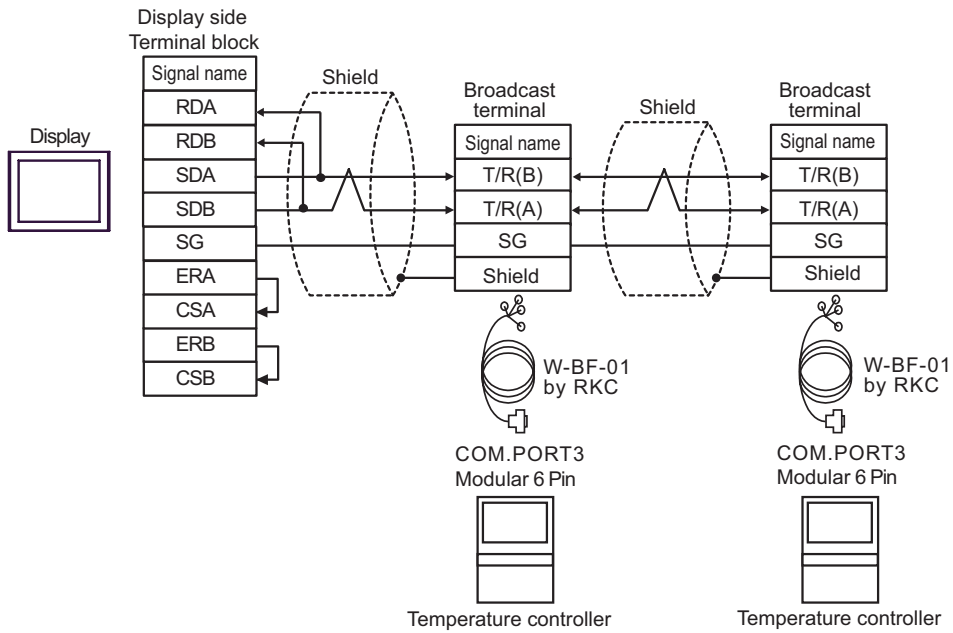 Display side
Terminal block
Signal name
RDA
RDB
SDA
SDB
SG
ERA
CSA
ERB
CSB
Display
Shield
Broadcast
terminal
Signal name
T/R(B)
T/R(A)
SG
Shield
Shield
Broadcast
terminal
Signal name
T/R(B)
T/R(A)
SG
Shield
W-BF-01
by RKC
COM.PORT3
Modular 6 Pin
Temperature controller
W-BF-01
by RKC
COM.PORT3
Modular 6 Pin
Temperature controller